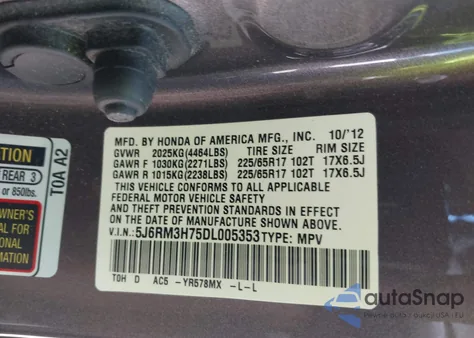 MFD. BY HONDA OF AMERICA MFG., INC. 10/'12
GVWR 2025KG(4464LBS) TIRE SIZE RIM SIZE
GAWR F 1030KG(2271LBS) 225/65R17 102T 17X6.5J
GAWR R 1015KG(2238LBS) 225/65R17 102T 17X6.5J
THIS VEHICLE CONFORMS TO ALL APPLICABLE
FEDERAL MOTOR VEHICLE SAFETY
AND THEFT PREVENTION STANDARDS IN EFFECT
ON THE DATE OF MANUFACTURE SHOWN ABOVE.
V.I.N: 5J6RM3H75DL005353 TYPE: MPV
TOH D AC5 -YR578MX -L-L
REAR 3
or 850lbs.
TOA A2
autoSnap